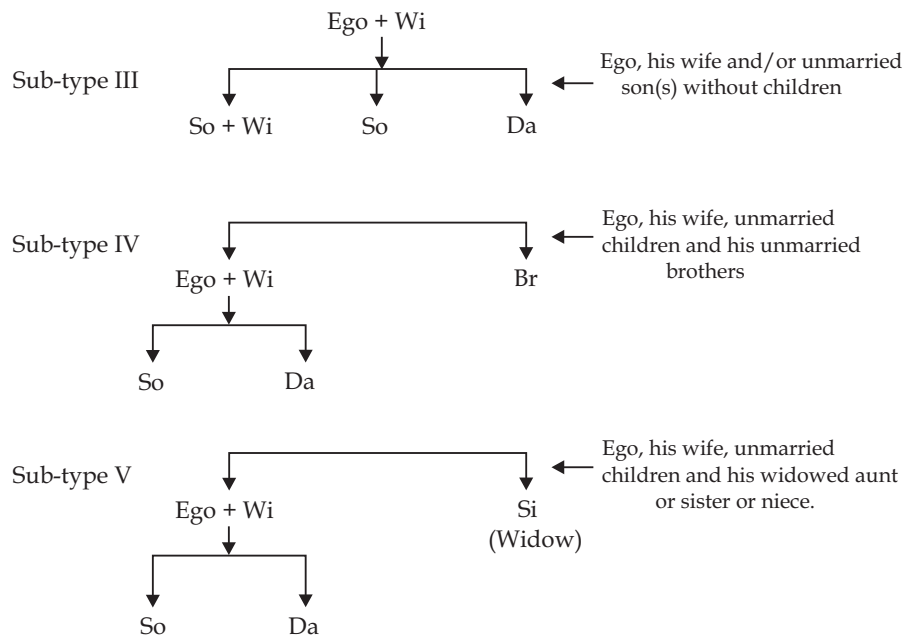 Ego + Wi
Sub-type III
Ego, his wife and/or unmarried
son(s) without children
So + Wi
So
Da
Sub-type IV
Ego, his wife, unmarried
children and his unmarried
brothers
Ego + Wi
Br
So
Da
Sub-type V
Ego, his wife, unmarried
children and his widowed aunt
or sister or niece.
Ego + Wi
Si
(Widow)
So
Da